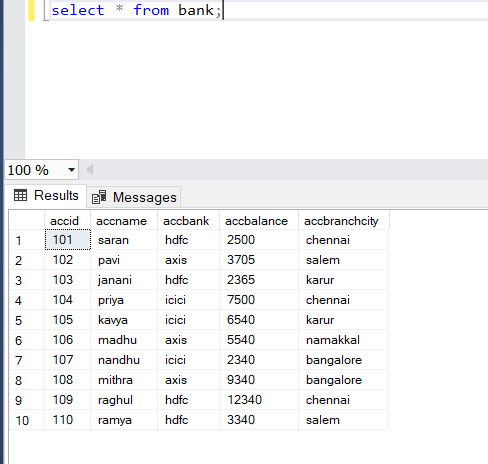 select * from bank;
100 %
Results Messages
accid accname accbank accbalance accbranchcity
1 101 saran hdfc 2500 chennai
2 102 pavi axis 3705 salem
3 103 janani hdfc 2365 karur
4 104 priya icici 7500 chennai
5 105 kavya icici 6540 karur
6 106 madhu axis 5540 namakkal
7 107 nandhu icici 2340 bangalore
8 108 mithra axis 9340 bangalore
9 109 raghul hdfc 12340 chennai
10 110 ramya hdfc 3340 salem